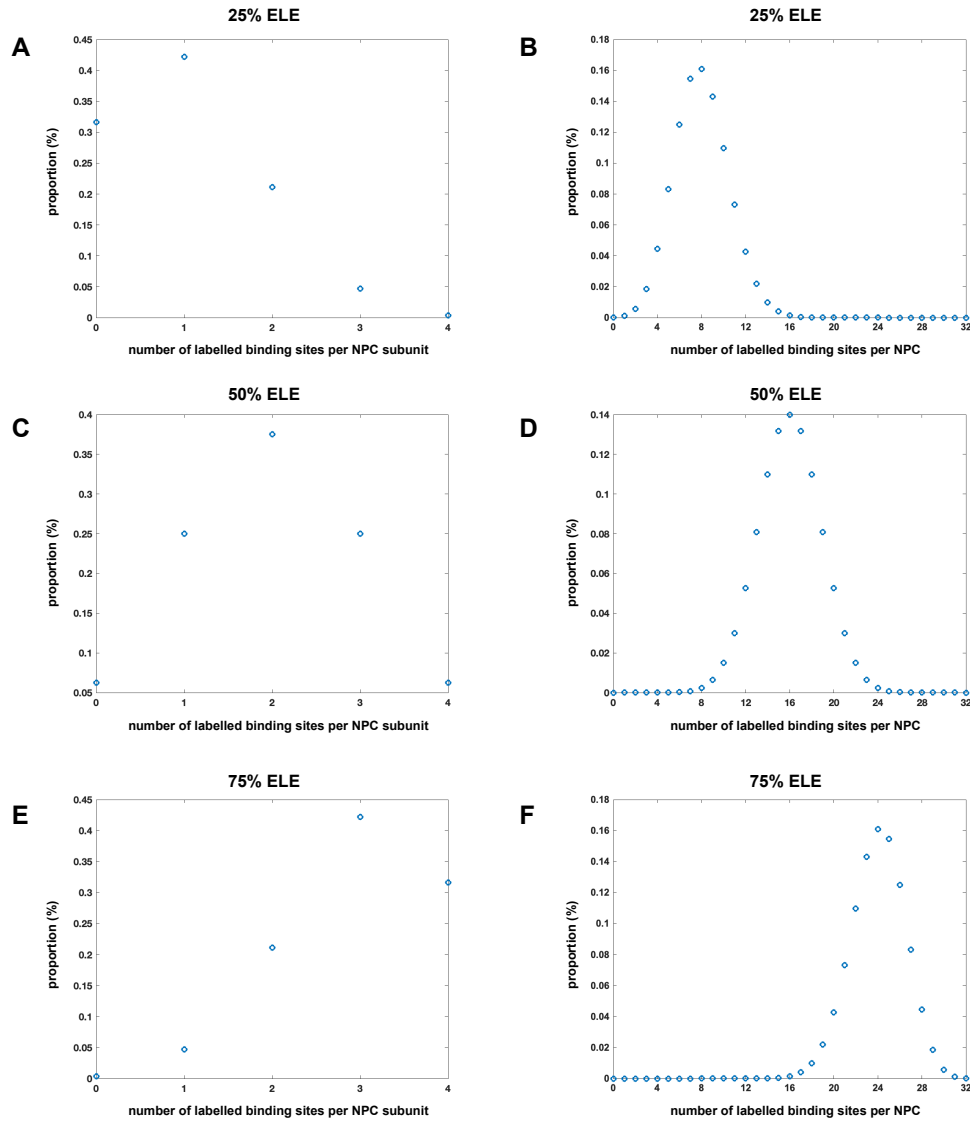 25% ELE
A
0.45
0.4
0.35
0.3
0.25
0.2
0.15
0.1
0.05
0
proportion (%)
0 1 2 3 4
number of labelled binding sites per NPC subunit
25% ELE
B
0.18
0.16
0.14
0.12
0.1
0.08
0.06
0.04
0.02
0
proportion (%)
0 4 8 12 16 20 24 28 32
number of labelled binding sites per NPC
50% ELE
C
0.4
0.35
0.3
0.25
0.2
0.15
0.1
0.05
proportion (%)
0 1 2 3 4
number of labelled binding sites per NPC subunit
50% ELE
D
0.14
0.12
0.1
0.08
0.06
0.04
0.02
0
proportion (%)
0 4 8 12 16 20 24 28 32
number of labelled binding sites per NPC
75% ELE
E
0.45
0.4
0.35
0.3
0.25
0.2
0.15
0.1
0.05
0
proportion (%)
0 1 2 3 4
number of labelled binding sites per NPC subunit
75% ELE
F
0.18
0.16
0.14
0.12
0.1
0.08
0.06
0.04
0.02
0
proportion (%)
0 4 8 12 16 20 24 28 32
number of labelled binding sites per NPC